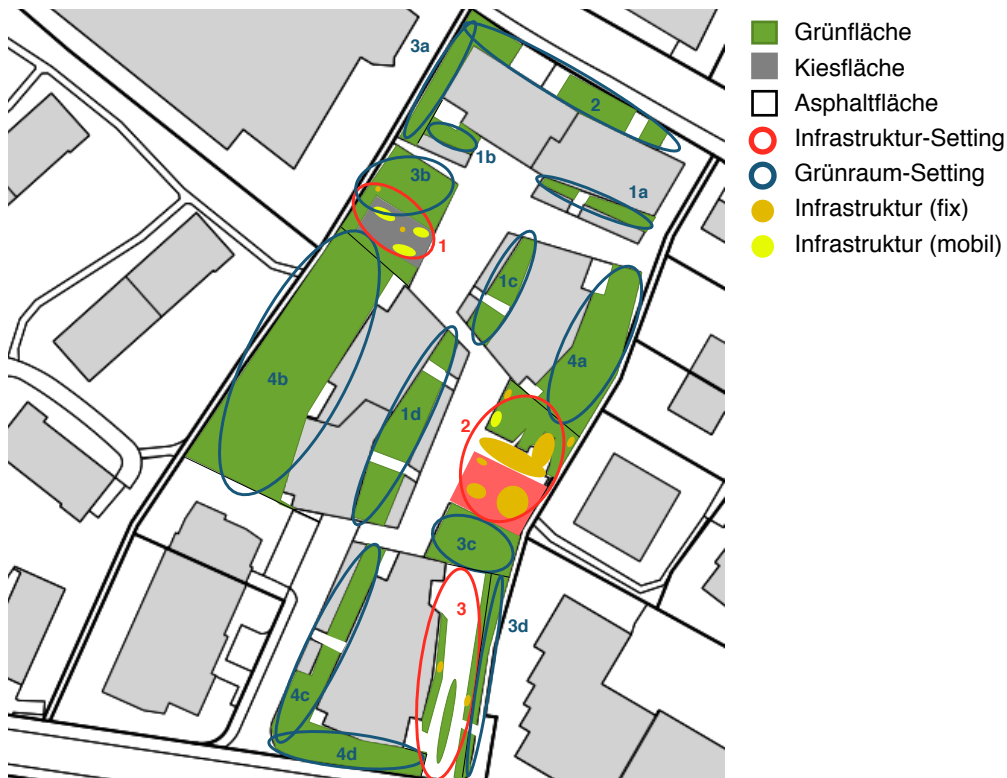 Grünfläche
Kiesfläche
Asphaltfläche
Infrastruktur-Setting
Grünraum-Setting
Infrastruktur (fix)
Infrastruktur (mobil)
3a
2
1b
3b
1a
1
1c
4a
4b
1d
2
3c
3
3d
4c
4d